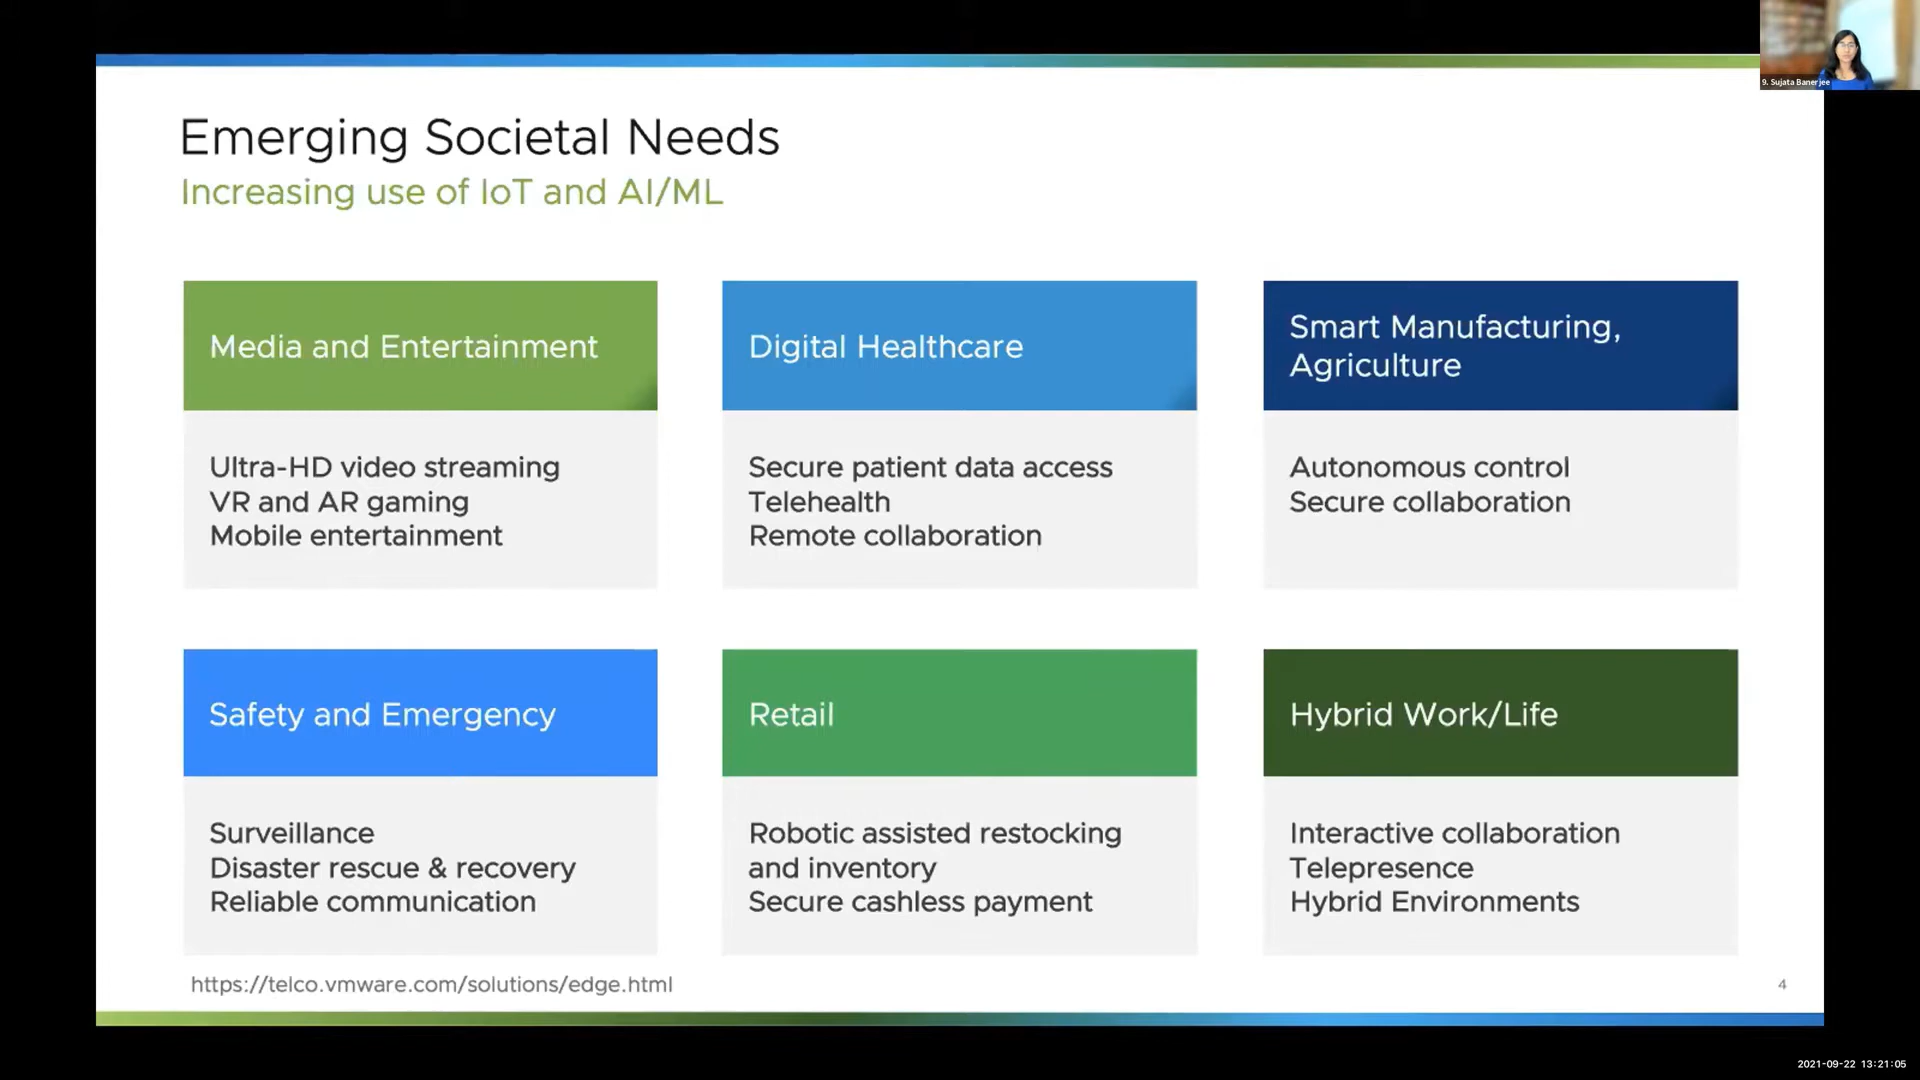 9. Sujata Banerjee
Emerging Societal Needs
Increasing use of IoT and AI/ML
Media and Entertainment
Ultra-HD video streaming
VR and AR gaming
Mobile entertainment
Digital Healthcare
Secure patient data access
Telehealth
Remote collaboration
Smart Manufacturing,
Agriculture
Autonomous control
Secure collaboration
Safety and Emergency
Surveillance
Disaster rescue & recovery
Reliable communication
Retail
Robotic assisted restocking
and inventory
Secure cashless payment
Hybrid Work/Life
Interactive collaboration
Telepresence
Hybrid Environments
https://telco.vmware.com/solutions/edge.html
4
2021-09-22 13:21:05